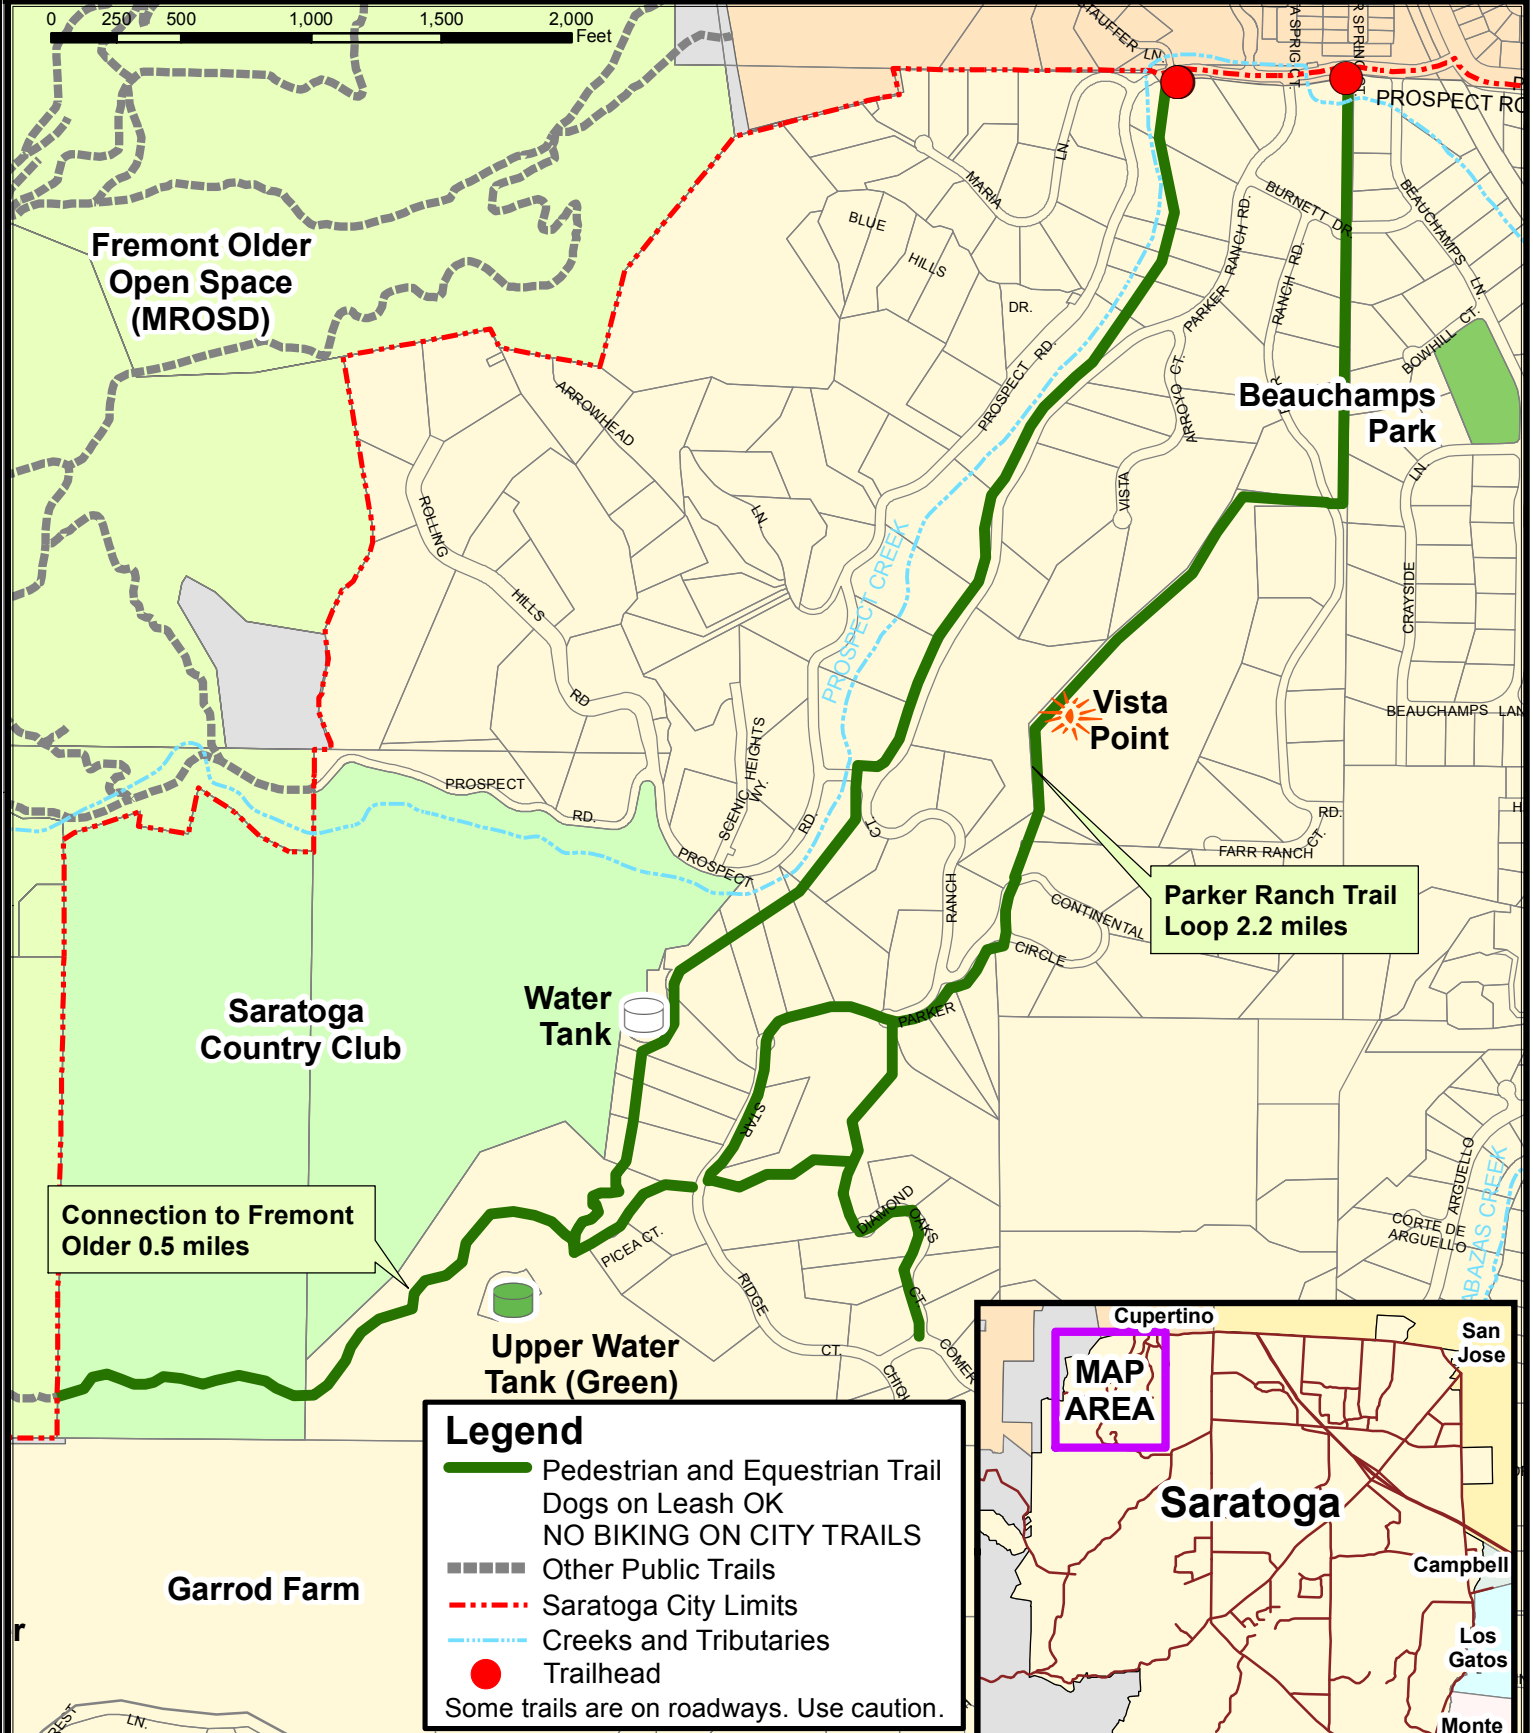 0 250 500 1,000 1,500 2,000
Feet
STAUFFER LN.
SPRIG CT.
SPRING CT.
PROSPECT
Fremont Older
Open Space
(MROSD)
MARIA LN.
BLUE
HILLS
DR.
PROSPECT RD.
BURNETT DR.
PARKER RANCH RD.
RANCH RD.
BEAUCHAMPS LN.
BOWHILL CT.
ARROYO CT.
VISTA
Beauchamps
Park
ARROWHEAD
LN.
ROLLING
HILLS
RD
PROSPECT CREEK
LN.
CRAYSIDE
Vista
Point
BEAUCHAMPS
SCENIC HEIGHTS
WY.
PROSPECT
RD.
PROSPECT
RD.
CT.
RANCH
RD.
FARR RANCH
CT.
Parker Ranch Trail
Loop 2.2 miles
CONTINENTAL
CIRCLE
PARKER
Water
Tank
Saratoga
Country Club
STAR
ARGUELLO
CORTE DE
ARGUELLO
DIAMOND
OAKS
CT.
Connection to Fremont
Older 0.5 miles
PICEA CT.
RIDGE
CT.
COMER
Upper Water
Tank (Green)
Garrod Farm
LN.
Legend
Pedestrian and Equestrian Trail
Dogs on Leash OK
NO BIKING ON CITY TRAILS
Other Public Trails
Saratoga City Limits
Creeks and Tributaries
Trailhead
Some trails are on roadways. Use caution.
Cupertino
San
Jose
MAP
AREA
Saratoga
Campbell
Los
Gatos
Monte